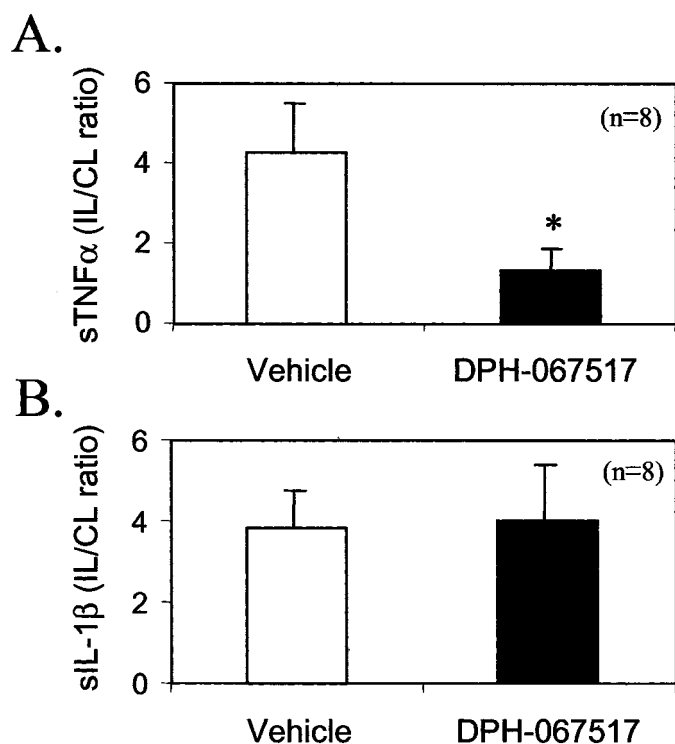 A.
sTNFα (IL/CL ratio)
6
4
2
0
(n=8)
*
Vehicle DPH-067517
B.
sIL-1β (IL/CL ratio)
6
4
2
0
(n=8)
Vehicle DPH-067517